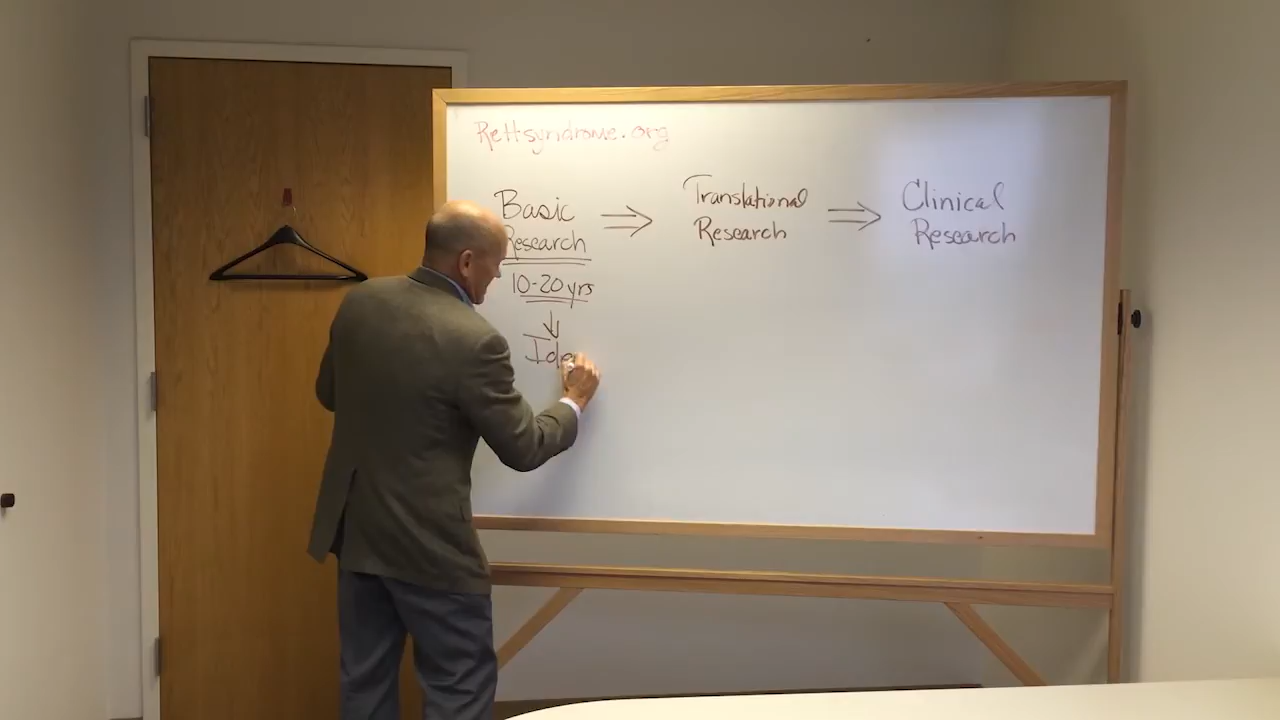 Rettsyndrome.org
Basic
Research
10-20 yrs
Translational
Research
Clinical
Research